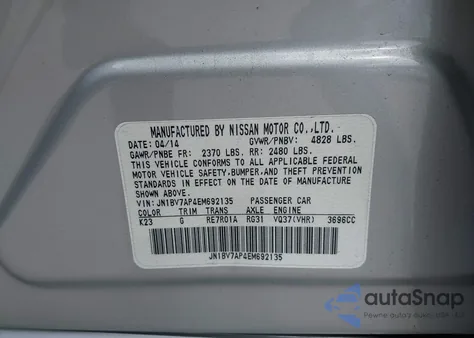 MANUFACTURED BY NISSAN MOTOR CO.,LTD.
DATE: 04/14 GVWR/PNBV: 4828 LBS.
GAWR/PNBE FR: 2370 LBS. RR: 2480 LBS.
THIS VEHICLE CONFORMS TO ALL APPLICABLE FEDERAL
MOTOR VEHICLE SAFETY,BUMPER,AND THEFT PREVENTION
STANDARDS IN EFFECT ON THE DATE OF MANUFACTURE
SHOWN ABOVE.
VIN: JN1BV7AP4EM692135 PASSENGER CAR
COLOR TRIM TRANS AXLE ENGINE
K23 G RE7R01A RG31 VQ37(VHR) 3696CC
JN1BV7AP4EM692135
autoSnap